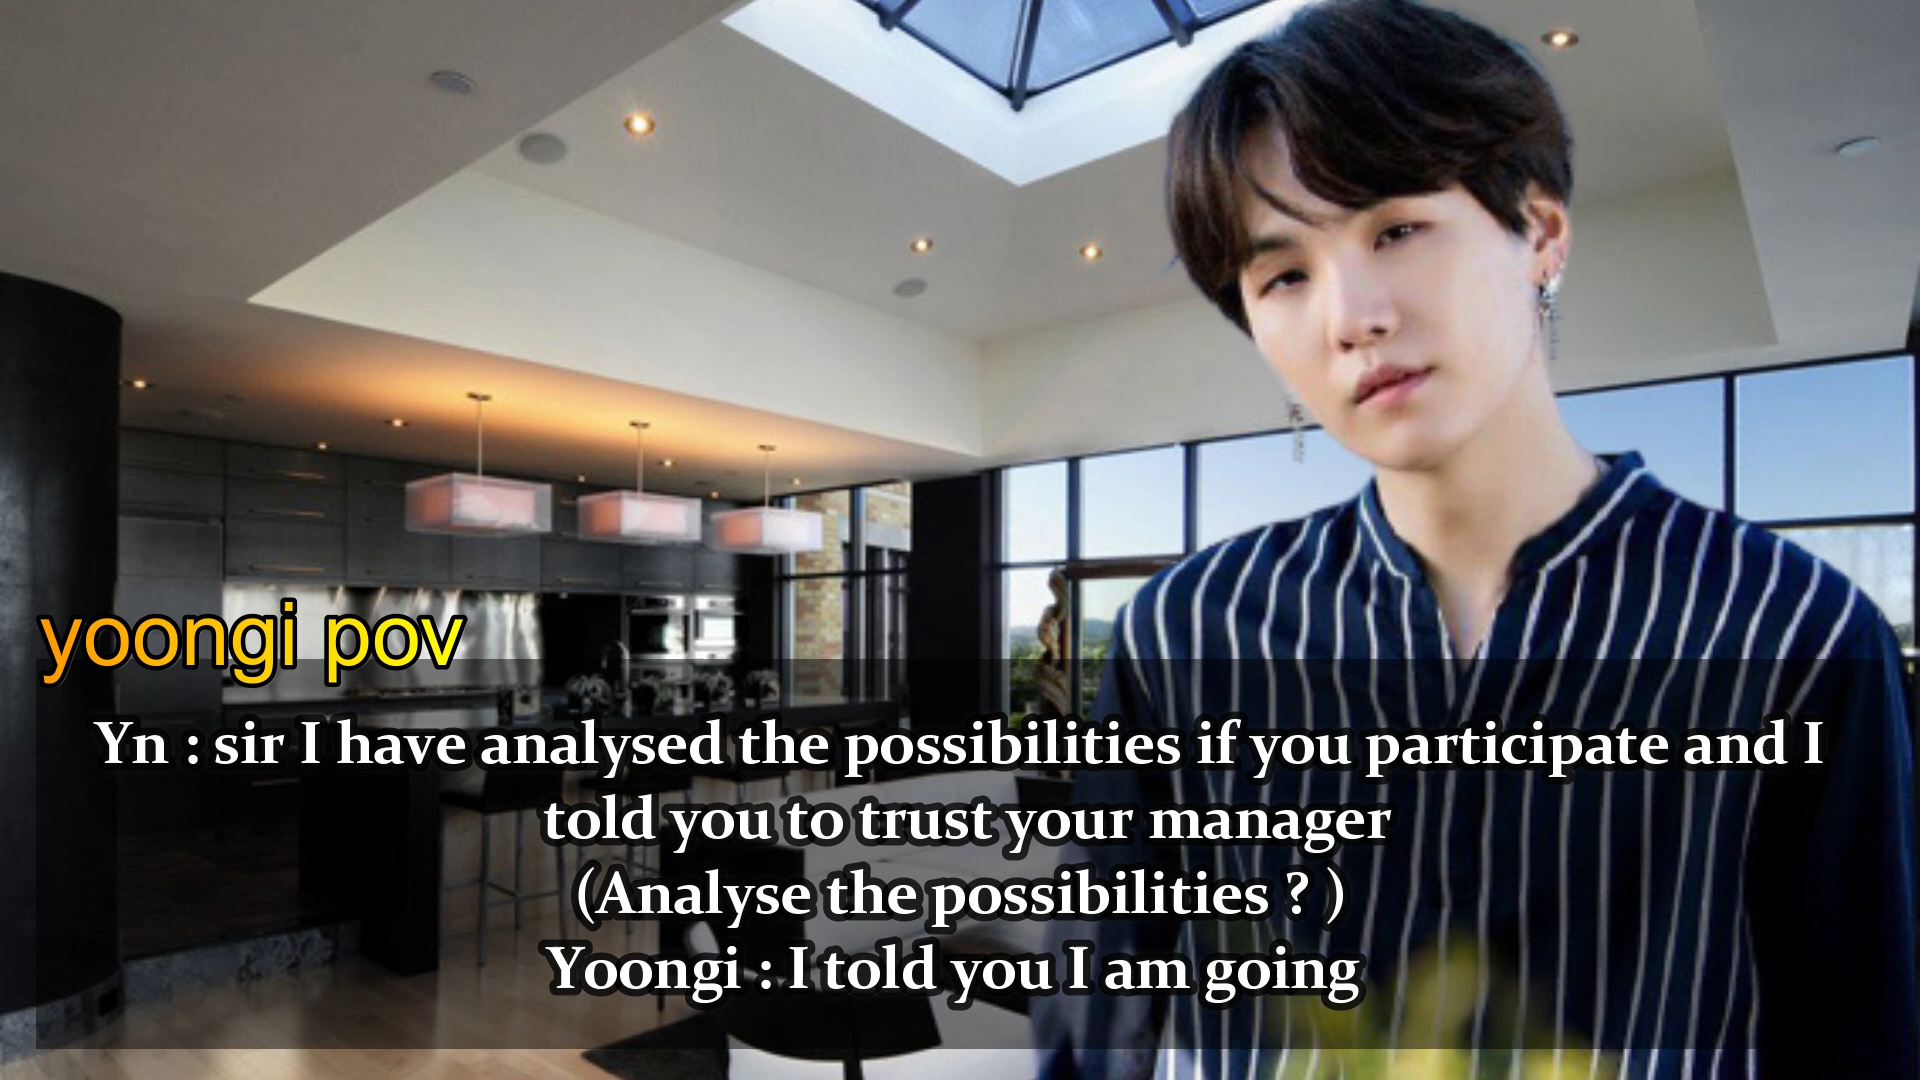 yoongi pov
Yn : sir I have analysed the possibilities if you participate and I
told you to trust your manager
(Analyse the possibilities ? )
Yoongi : I told you I am going